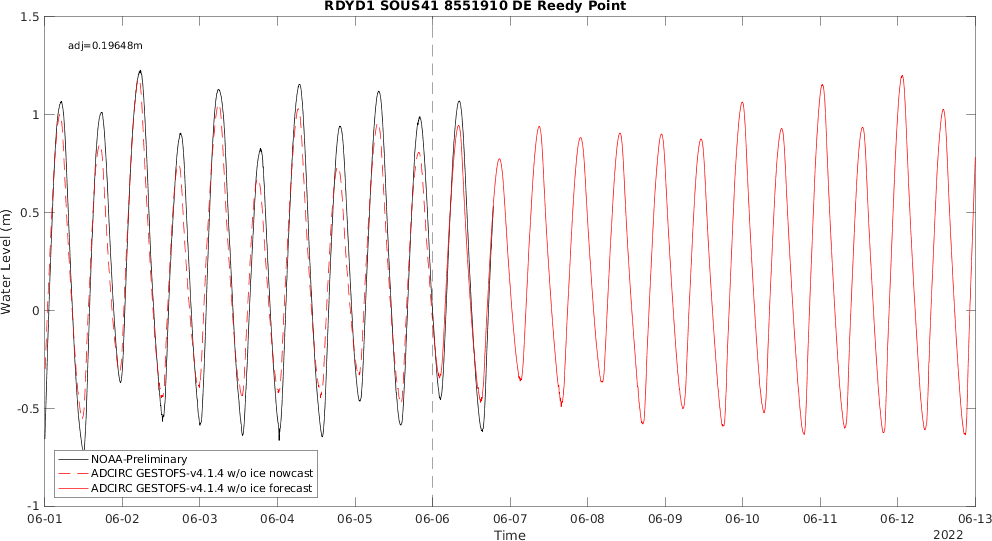 RDYD1 SOUS41 8551910 DE Reedy Point
adj=0.19648m
1.5
1
0.5
0
-0.5
-1
Water Level (m)
NOAA-Preliminary
ADCIRC GESTOFS-v4.1.4 w/o ice nowcast
ADCIRC GESTOFS-v4.1.4 w/o ice forecast
06-01 06-02 06-03 06-04 06-05 06-06 06-07 06-08 06-09 06-10 06-11 06-12 06-13
Time
2022